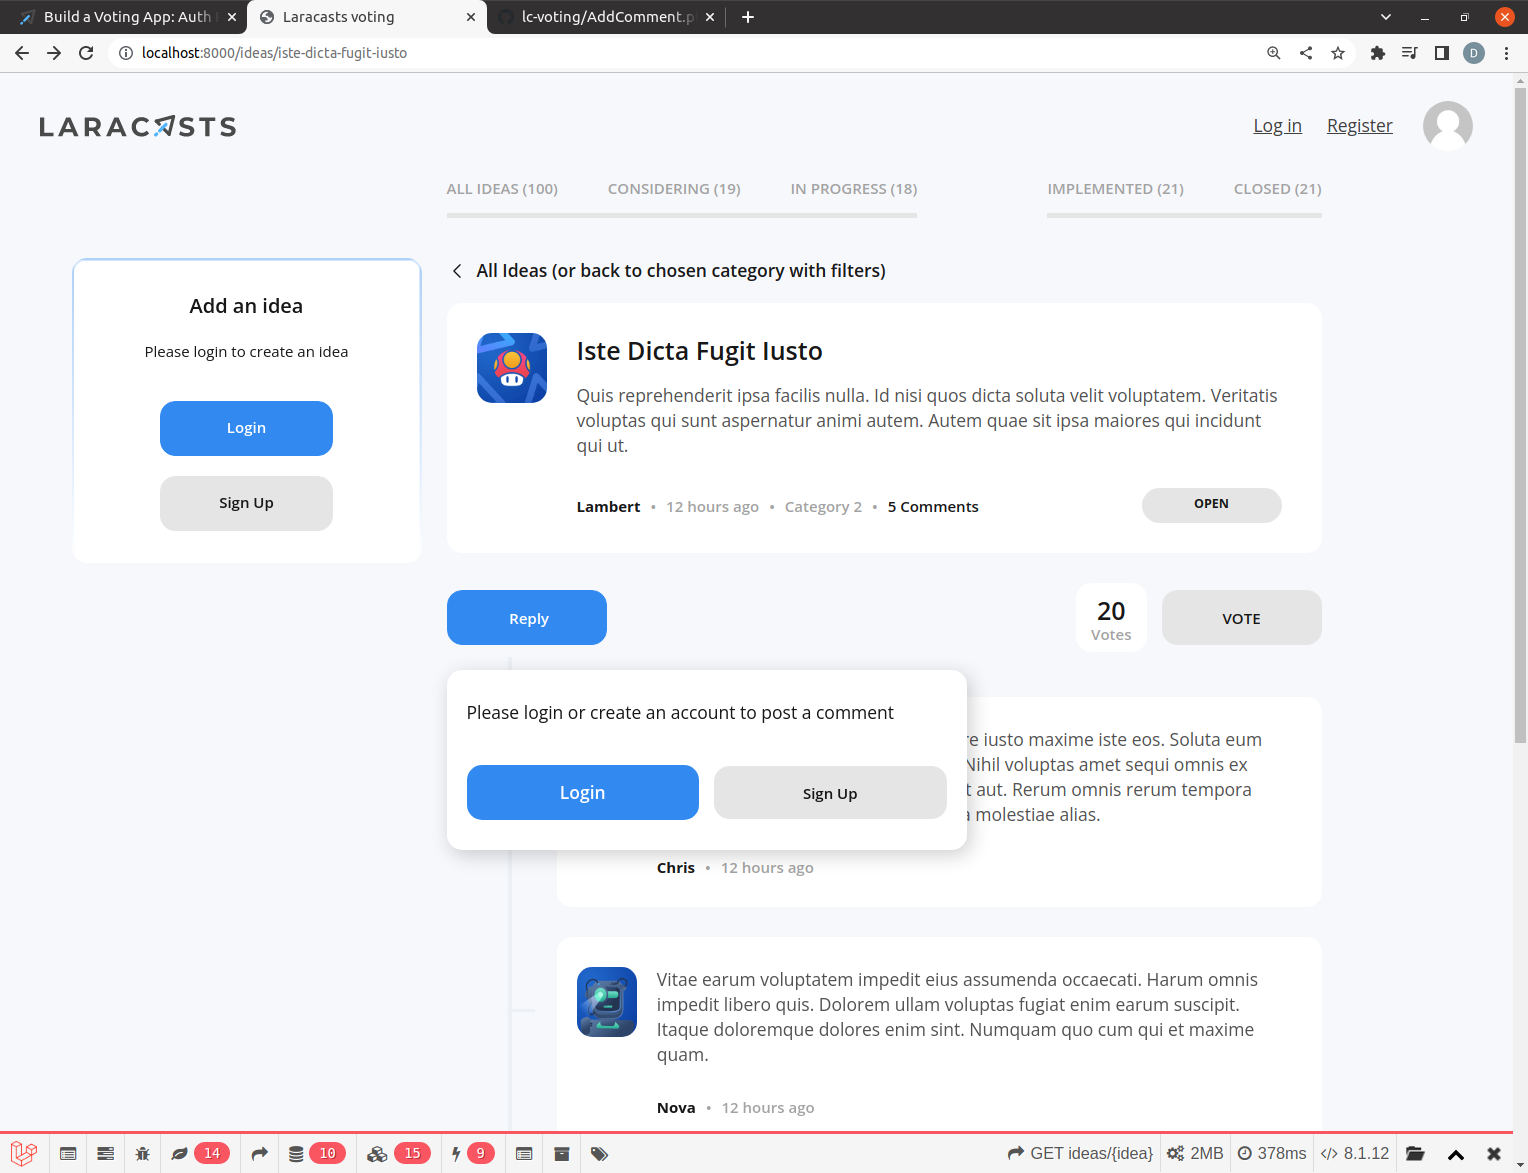 Build a Voting App: Auth
Laracasts voting
lc-voting/AddComment.p
localhost:8000/ideas/iste-dicta-fugit-iusto
D
LARACASTS
Log in
Register
ALL IDEAS (100)
CONSIDERING (19)
IN PROGRESS (18)
IMPLEMENTED (21)
CLOSED (21)
Add an idea
Please login to create an idea
Login
Sign Up
All Ideas (or back to chosen category with filters)
Iste Dicta Fugit Iusto
Quis reprehenderit ipsa facilis nulla. Id nisi quos dicta soluta velit voluptatem. Veritatis
voluptas qui sunt aspernatur animi autem. Autem quae sit ipsa maiores qui incidunt
qui ut.
Lambert • 12 hours ago • Category 2 • 5 Comments
OPEN
Reply
20
Votes
VOTE
Please login or create an account to post a comment
Login
Sign Up
iusto maxime iste eos. Soluta eum
Nihil voluptas amet sequi omnis ex
aut. Rerum omnis rerum tempora
molestiae alias.
Chris • 12 hours ago
Vitae earum voluptatem impedit eius assumenda occaecati. Harum omnis
impedit libero quis. Dolorem ullam voluptas fugiat enim earum suscipit.
Itaque doloremque dolores enim sint. Numquam quo cum qui et maxime
quam.
Nova • 12 hours ago
14
10
15
9
GET ideas/{idea}
2MB
378ms
8.1.12